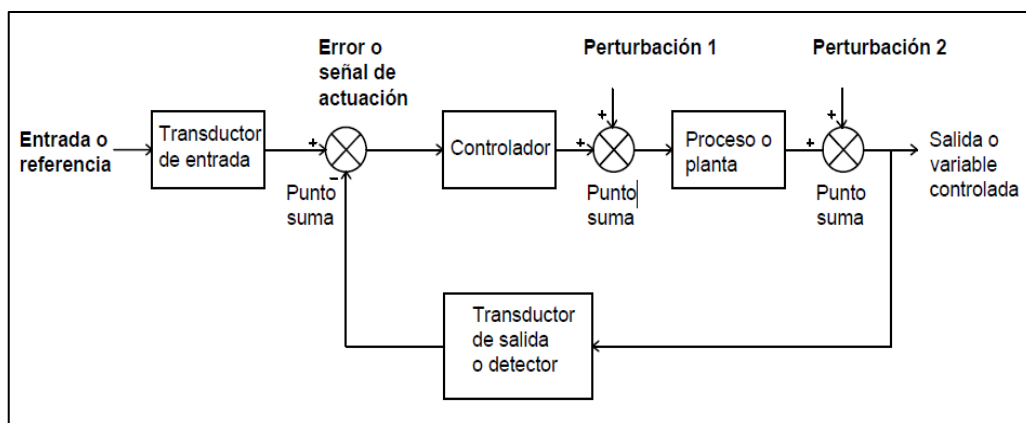 Error o
señal de
actuación
Perturbación 1
Perturbación 2
Entrada o
referencia
Transductor
de entrada
+
-
Punto
suma
Controlador
+
+
Punto
suma
Proceso o
planta
+
+
Punto
suma
Salida o
variable
controlada
Transductor
de salida
o detector